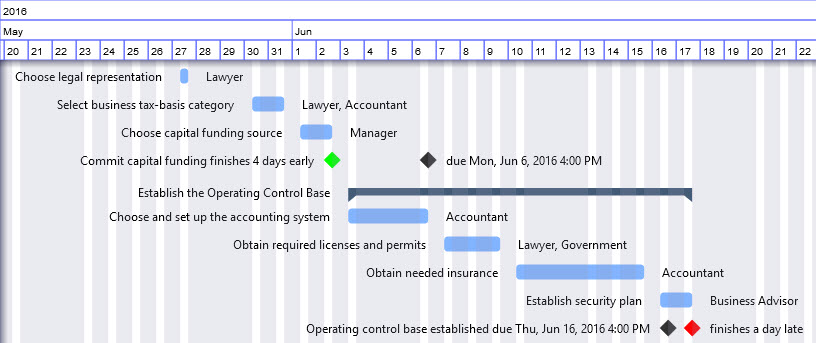 2016
May Jun
20 21 22 23 24 25 26 27 28 29 30 31 1 2 3 4 5 6 7 8 9 10 11 12 13 14 15 16 17 18 19 20 21 22
Choose legal representation Lawyer
Select business tax-basis category Lawyer, Accountant
Choose capital funding source Manager
Commit capital funding finishes 4 days early due Mon, Jun 6, 2016 4:00 PM
Establish the Operating Control Base
Choose and set up the accounting system Accountant
Obtain required licenses and permits Lawyer, Government
Obtain needed insurance Accountant
Establish security plan Business Advisor
Operating control base established due Thu, Jun 16, 2016 4:00 PM finishes a day late